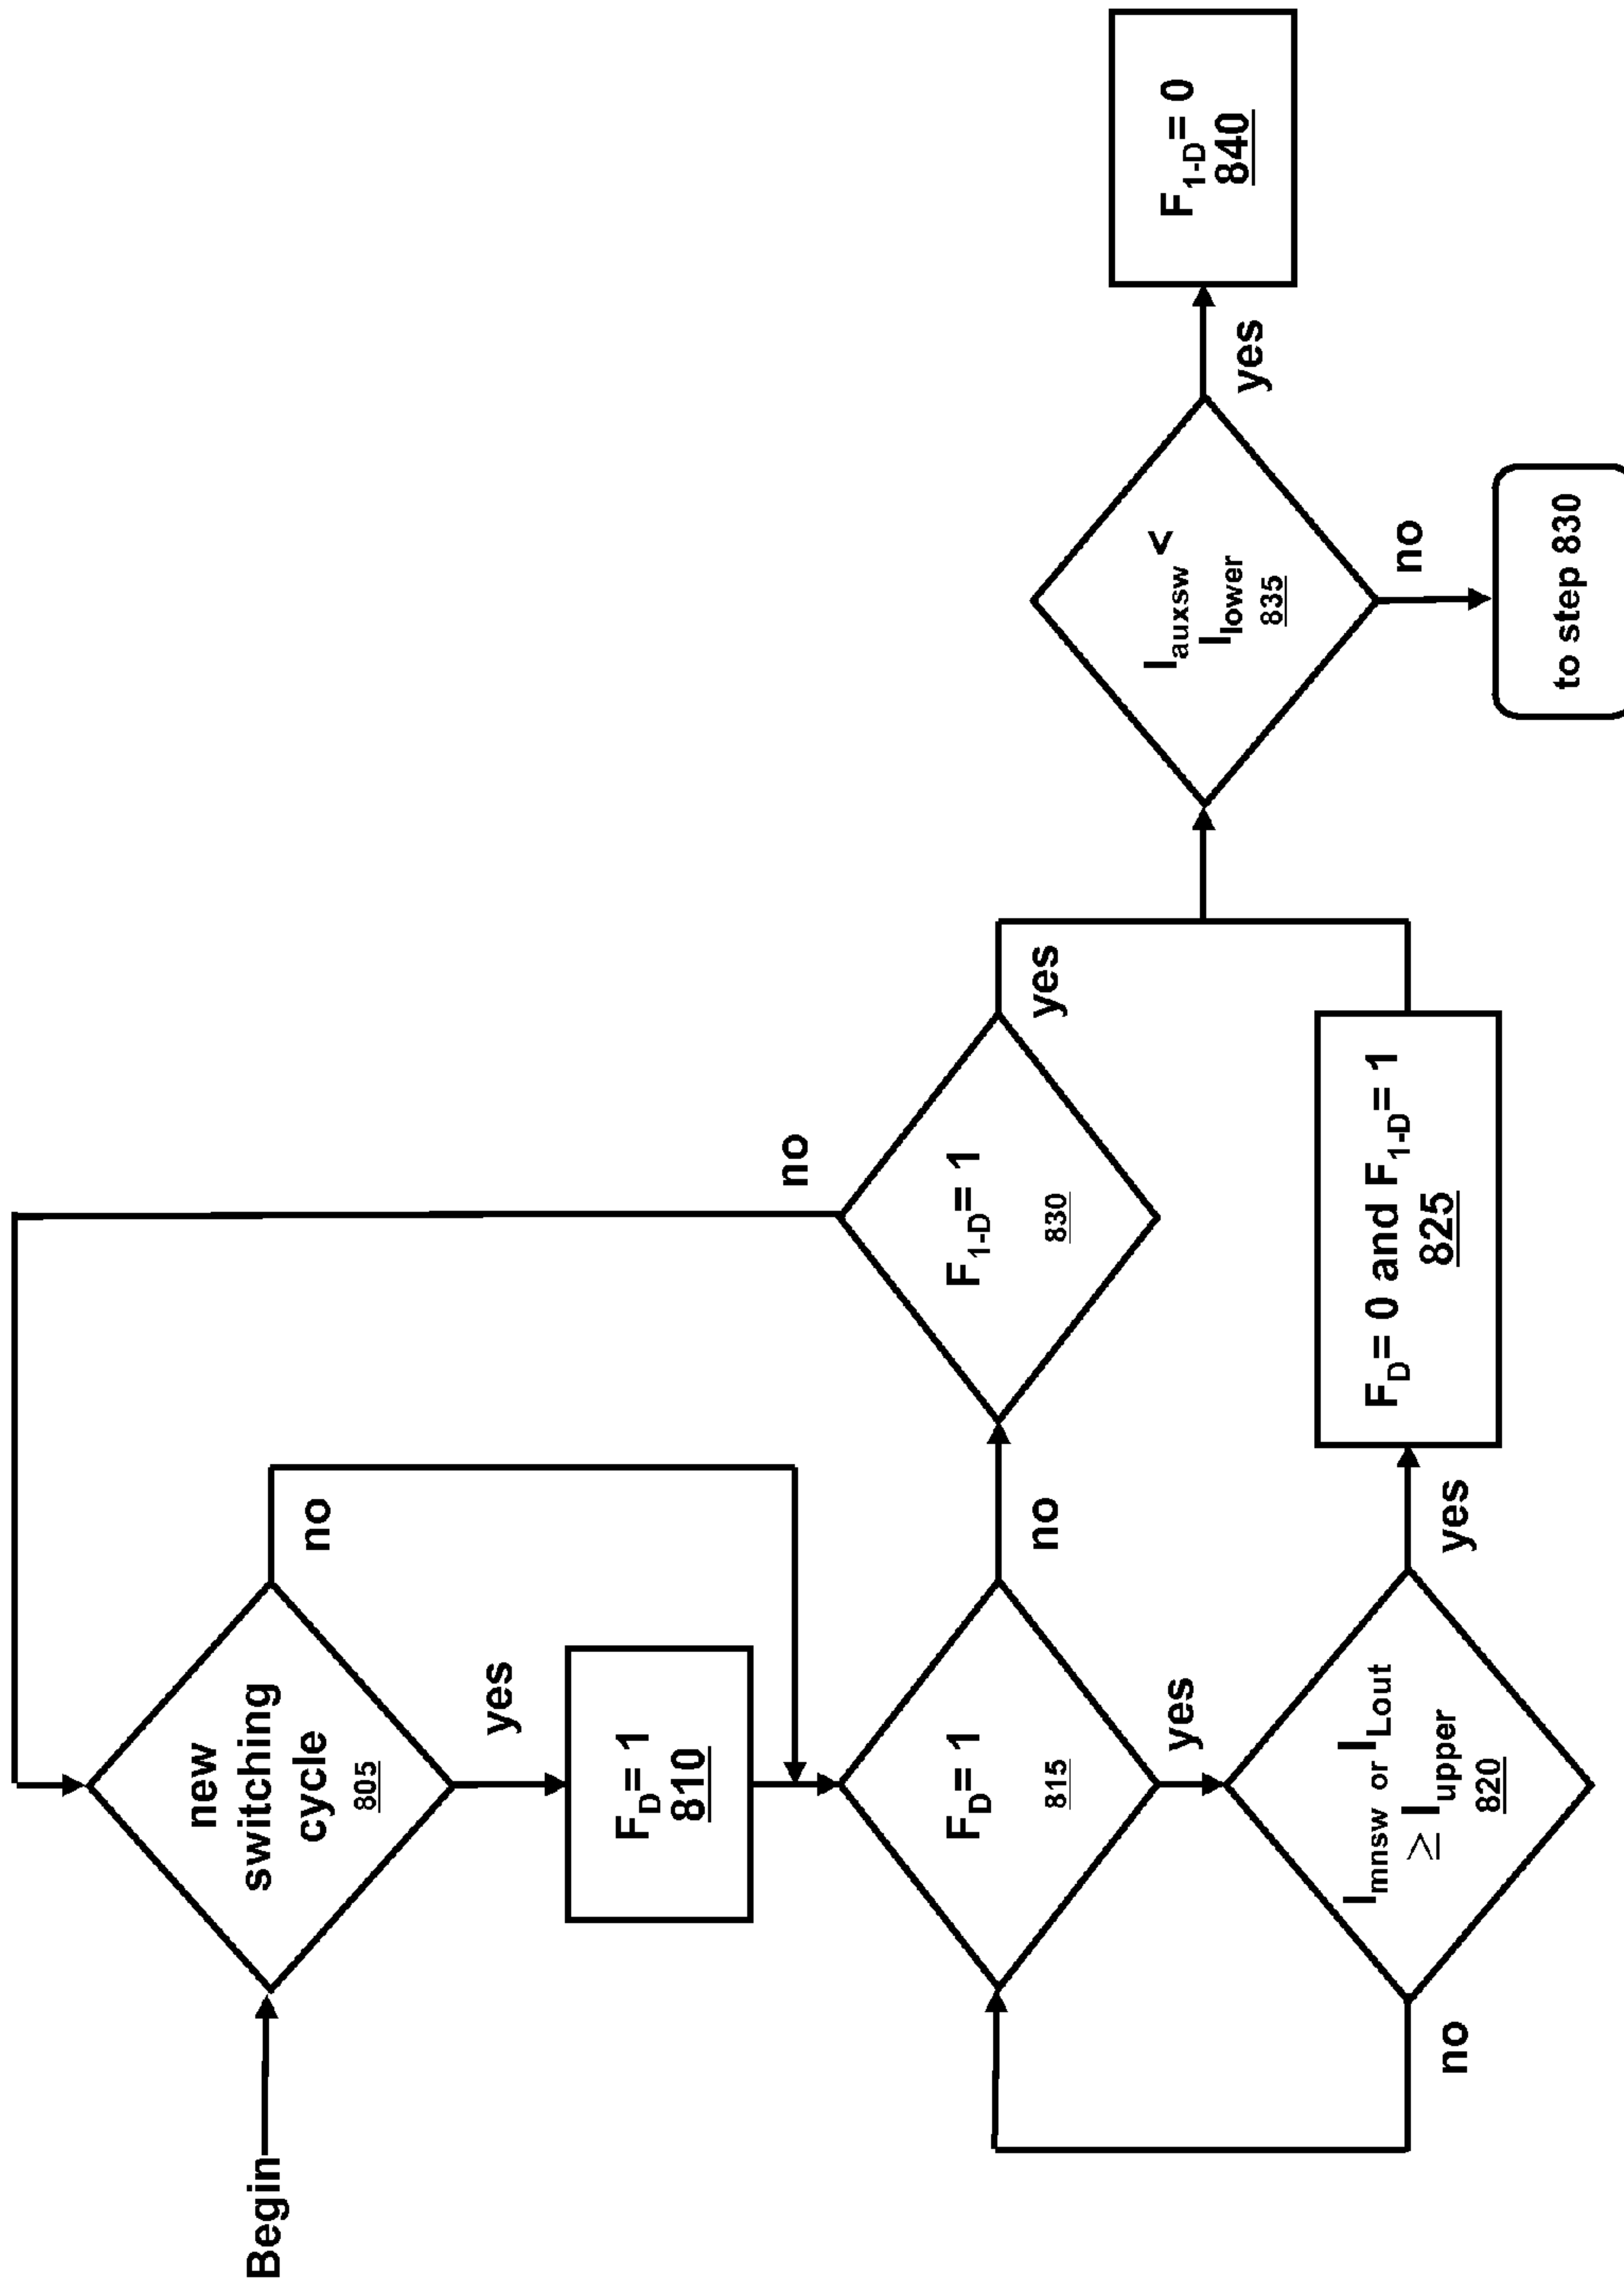 Begin
new
switching
cycle
805
no
yes
F_D = 1
810
F_D = 1
815
no
yes
I_mnsw or I_Lout
≥ I_upper
820
no
yes
F_D = 0 and F_1-D = 1
825
F_1-D = 1
830
no
yes
I_auxsw <
I_lower
835
yes
no
F_1-D = 0
840
to step 830